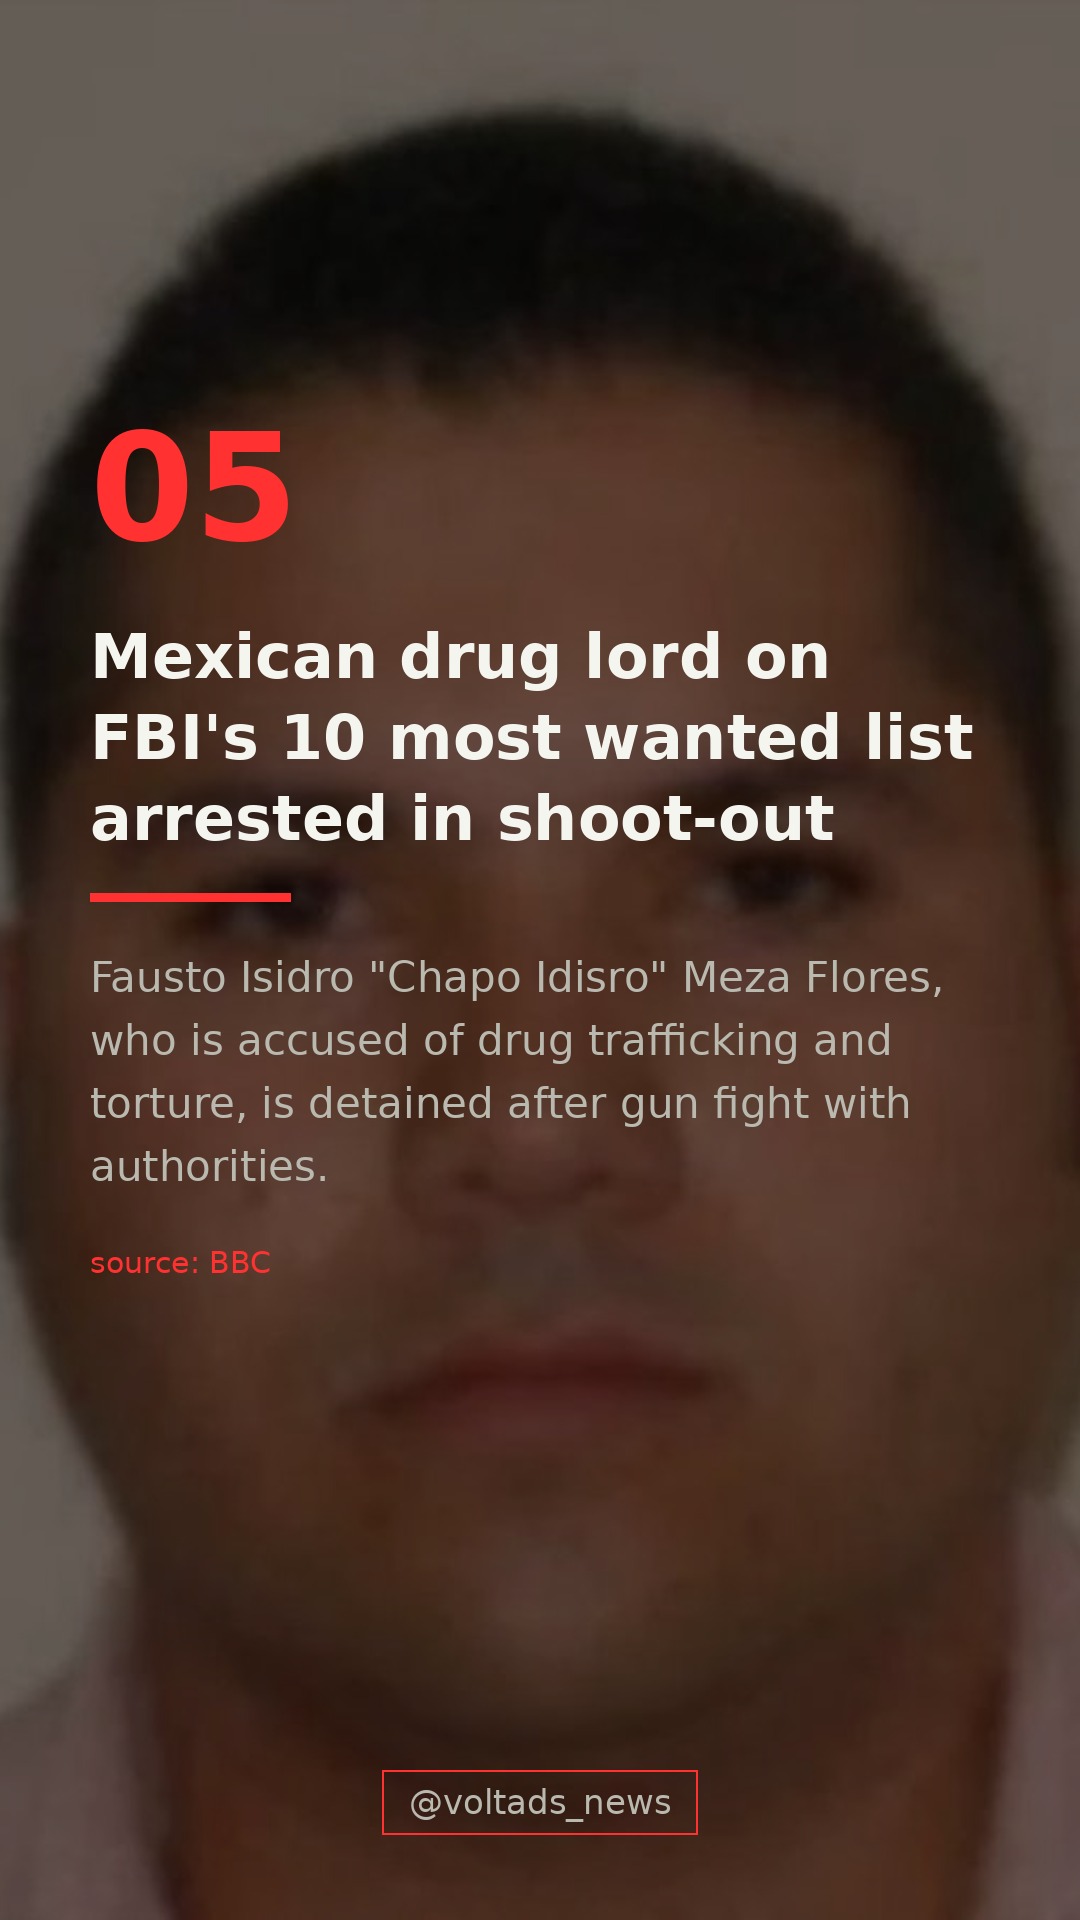 05
Mexican drug lord on
FBI's 10 most wanted list
arrested in shoot-out
Fausto Isidro "Chapo Idisro" Meza Flores,
who is accused of drug trafficking and
torture, is detained after gun fight with
authorities.
source: BBC
@voltads_news